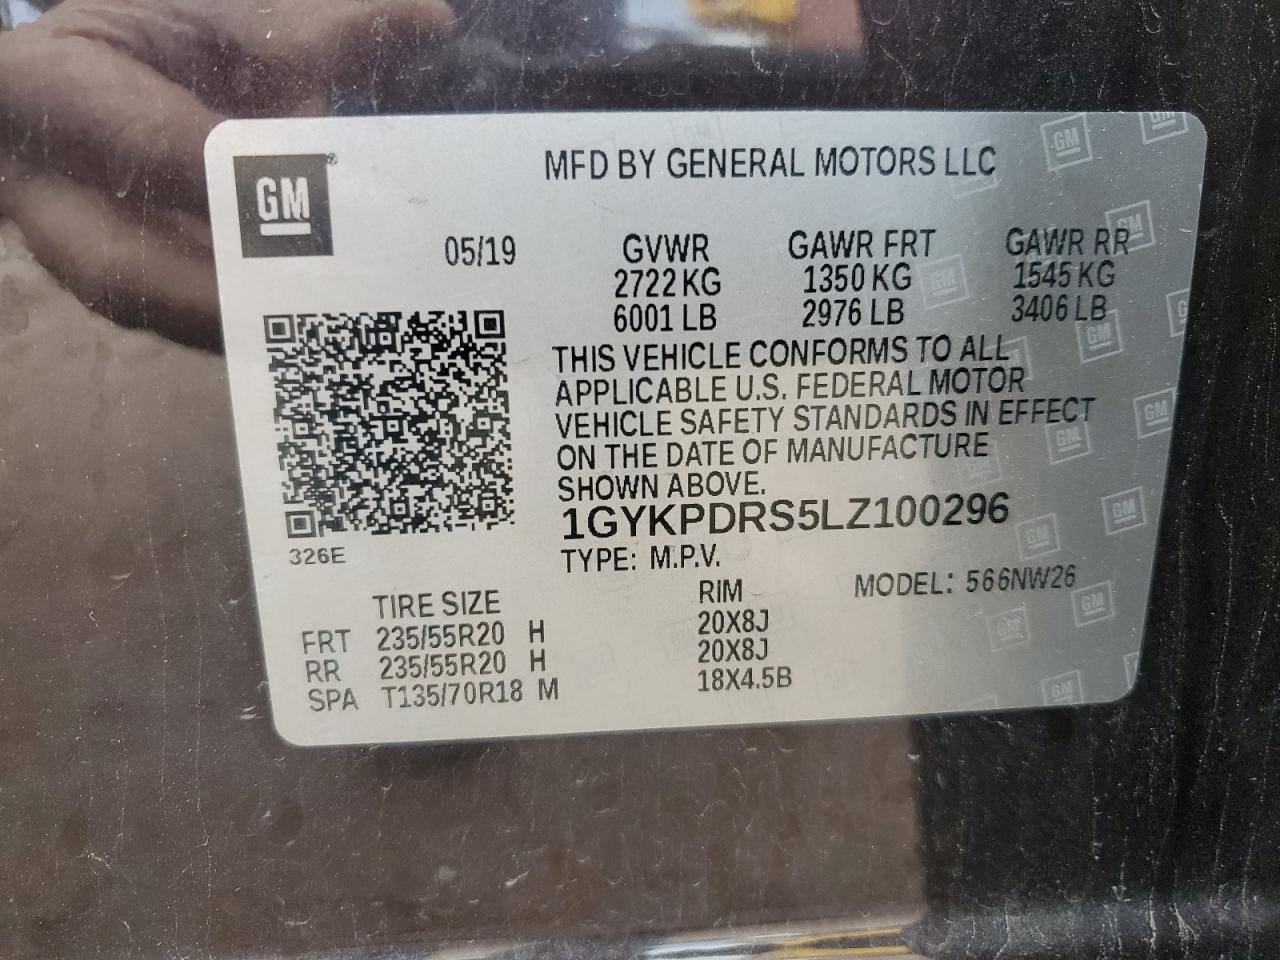 MFD BY GENERAL MOTORS LLC
GM
05/19 GVWR GAWR FRT GAWR RR
2722 KG 1350 KG 1545 KG
6001 LB 2976 LB 3406 LB
THIS VEHICLE CONFORMS TO ALL
APPLICABLE U.S. FEDERAL MOTOR
VEHICLE SAFETY STANDARDS IN EFFECT
ON THE DATE OF MANUFACTURE
SHOWN ABOVE.
1GYKPDRS5LZ100296
326E
TYPE: M.P.V.
MODEL: 566NW26
TIRE SIZE RIM
FRT 235/55R20 H 20X8J
RR 235/55R20 H 20X8J
SPA T135/70R18 M 18X4.5B